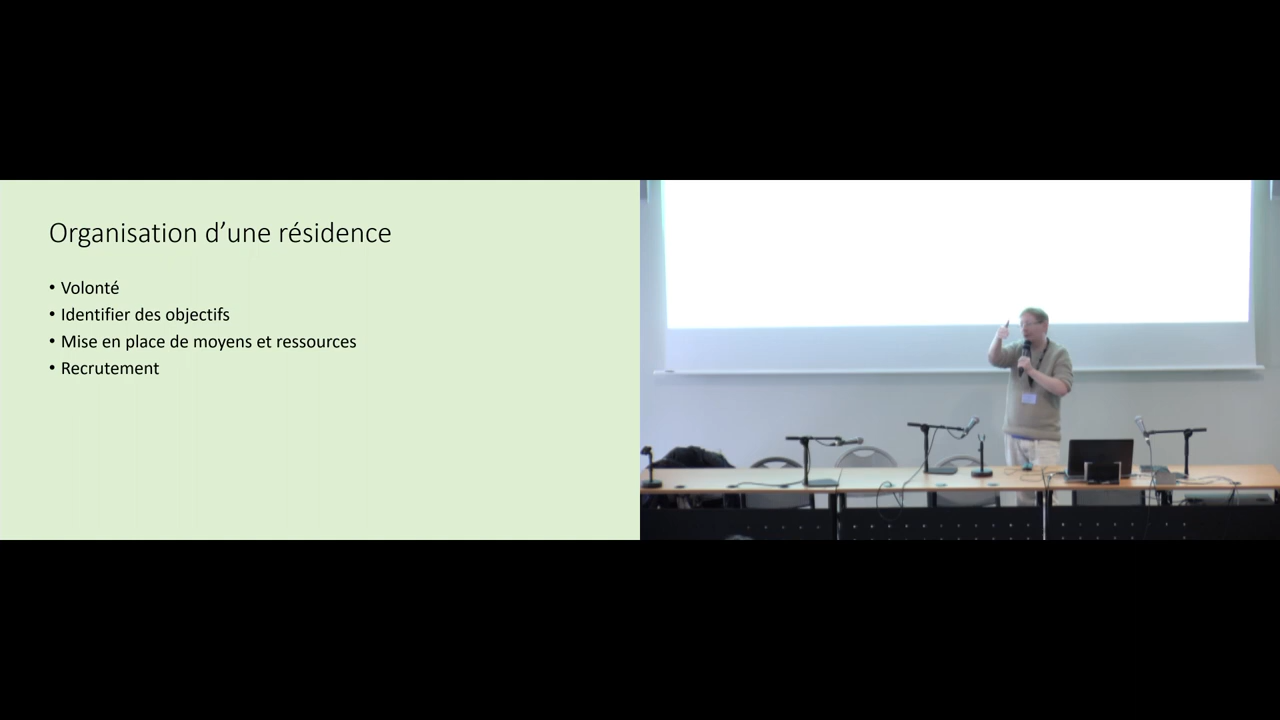 Organisation d’une résidence
• Volonté
• Identifier des objectifs
• Mise en place de moyens et ressources
• Recrutement